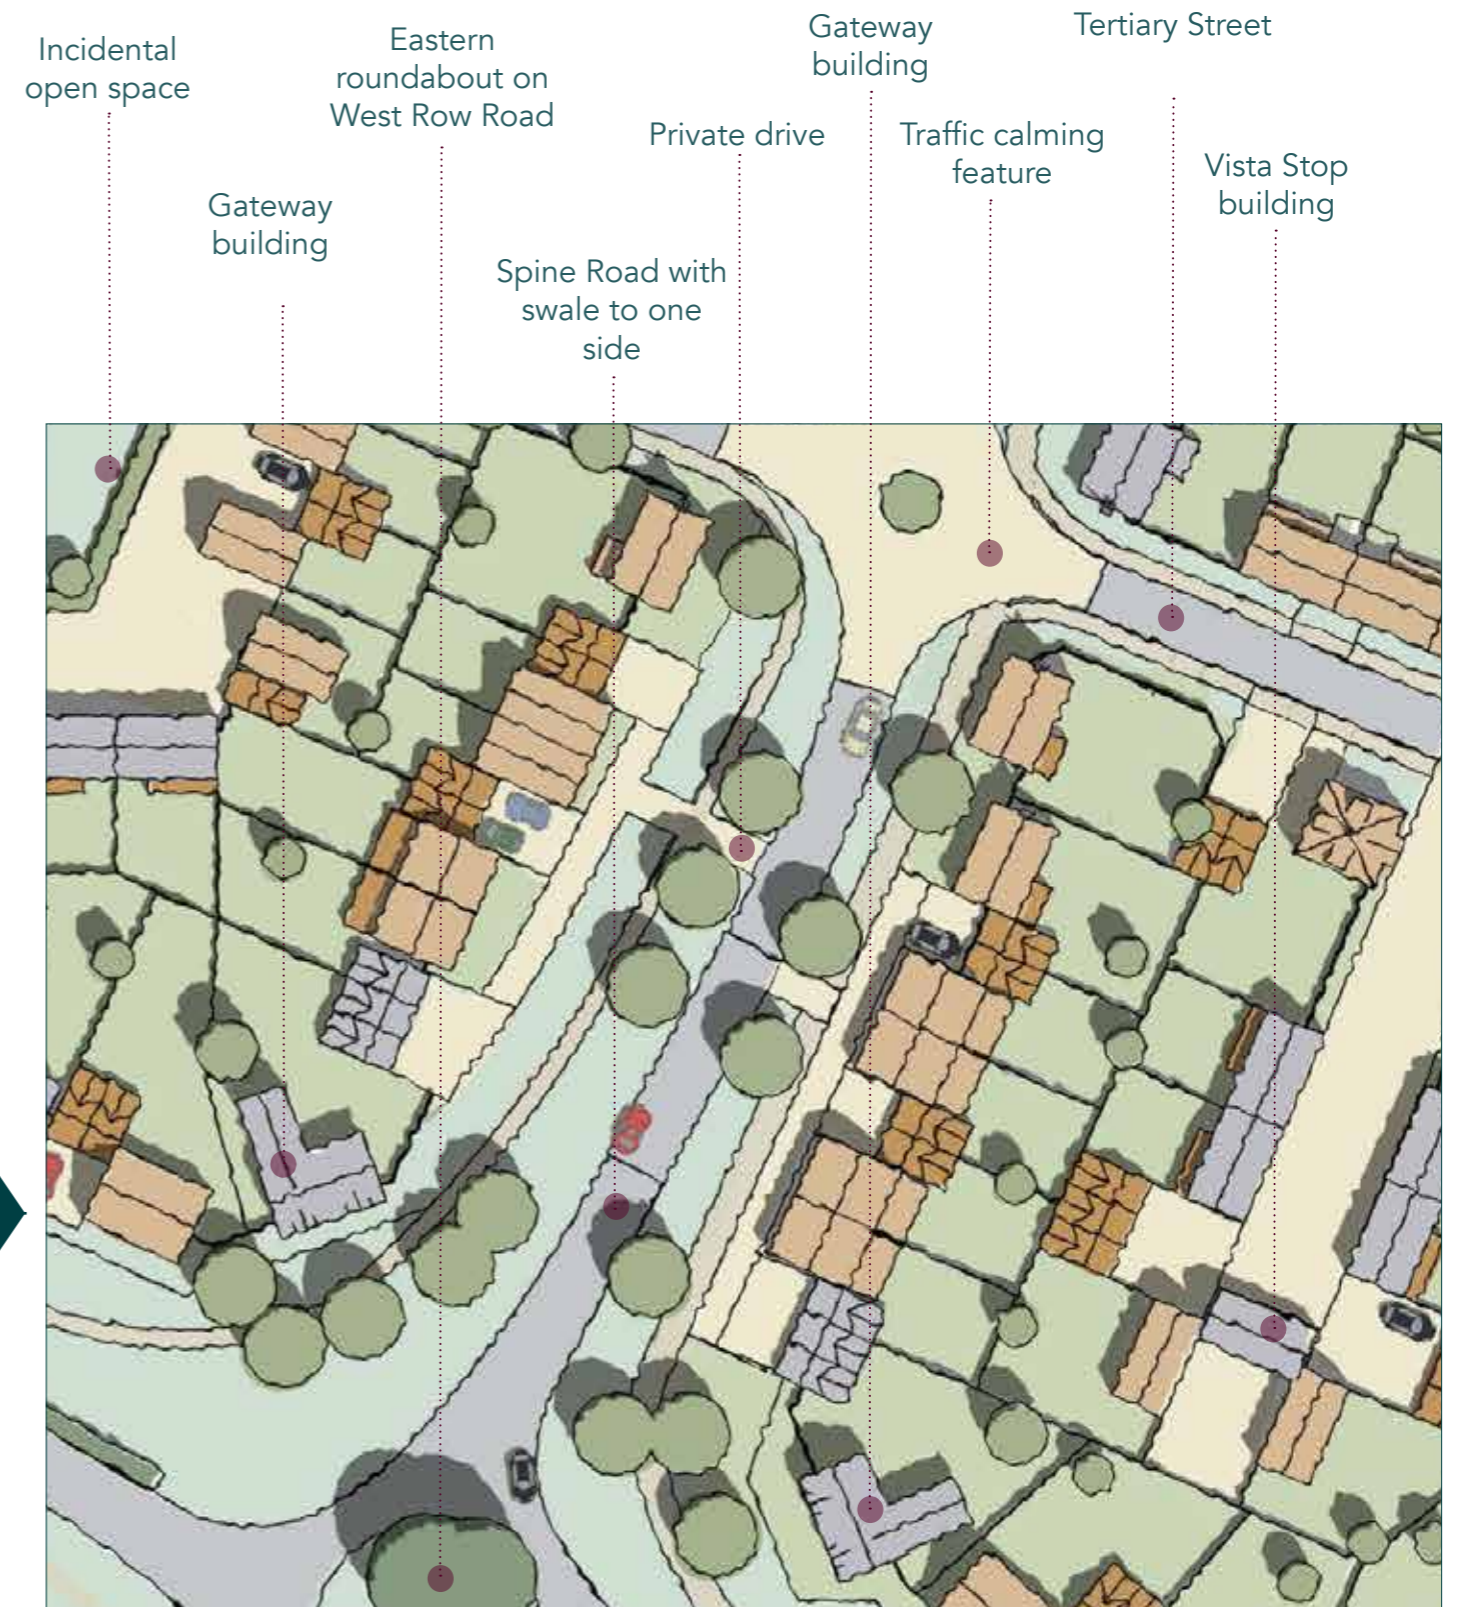 Incidental
open space
Gateway
building
Eastern
roundabout on
West Row Road
Spine Road with
swale to one
side
Private drive
Gateway
building
Traffic calming
feature
Tertiary Street
Vista Stop
building